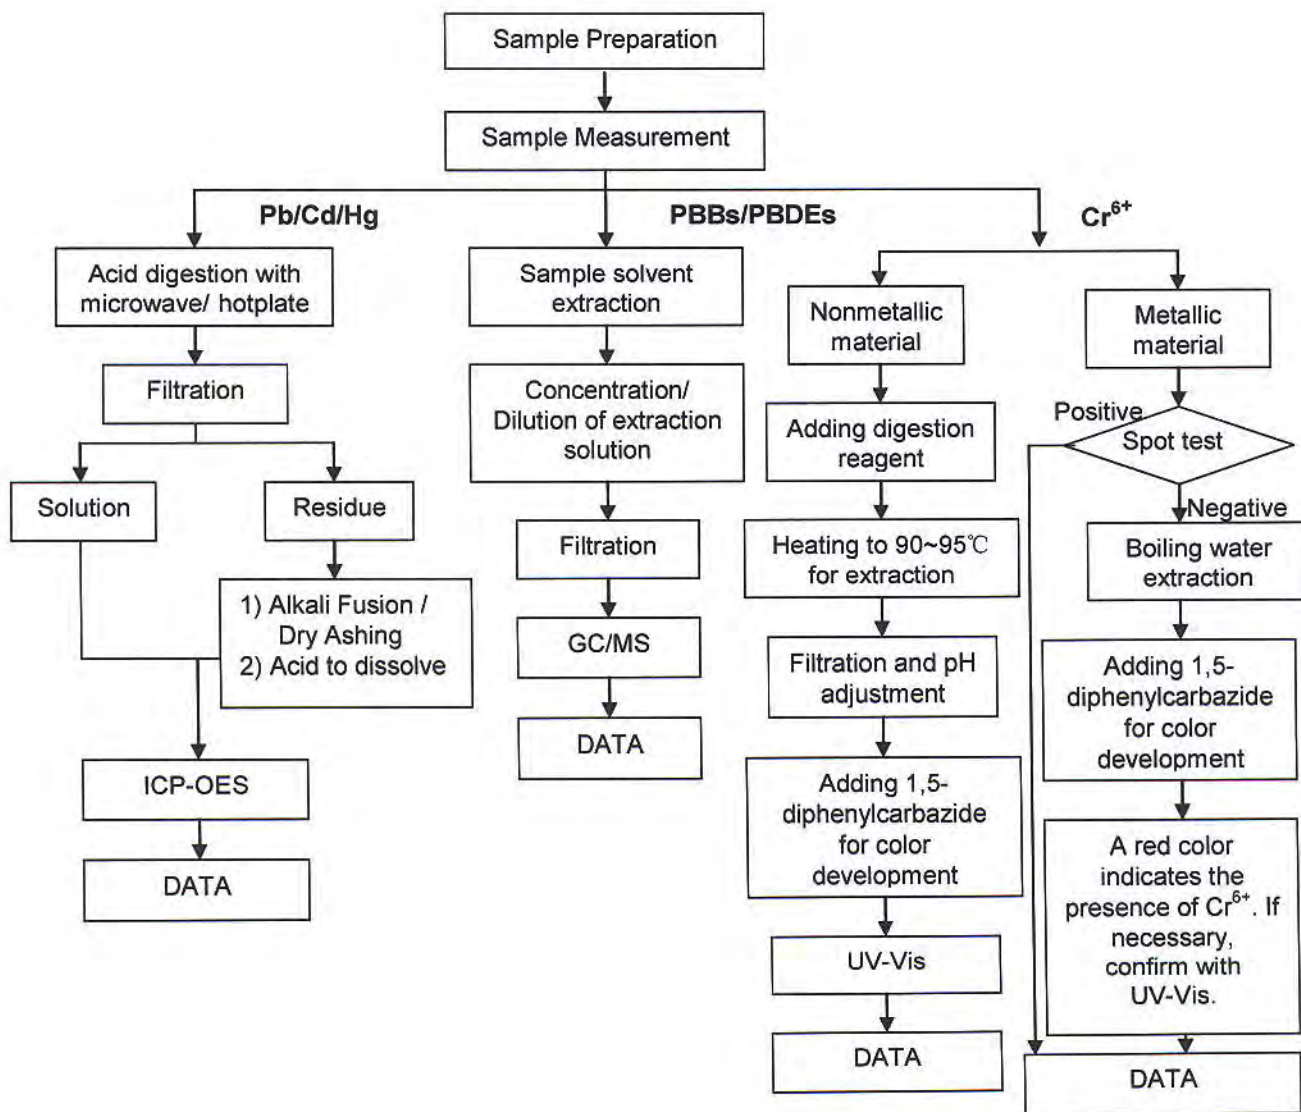 Sample Preparation
Sample Measurement
Pb/Cd/Hg
PBBs/PBDEs
Cr⁶⁺
Acid digestion with
microwave/ hotplate
Filtration
Solution
Residue
1) Alkali Fusion /
Dry Ashing
2) Acid to dissolve
ICP-OES
DATA
Sample solvent
extraction
Concentration/
Dilution of extraction
solution
Filtration
GC/MS
DATA
Nonmetallic
material
Adding digestion
reagent
Heating to 90~95℃
for extraction
Filtration and pH
adjustment
Adding 1,5-
diphenylcarbazide
for color
development
UV-Vis
DATA
Metallic
material
Positive
Spot test
Negative
Boiling water
extraction
Adding 1,5-
diphenylcarbazide
for color
development
A red color
indicates the
presence of Cr⁶⁺. If
necessary,
confirm with
UV-Vis.
DATA